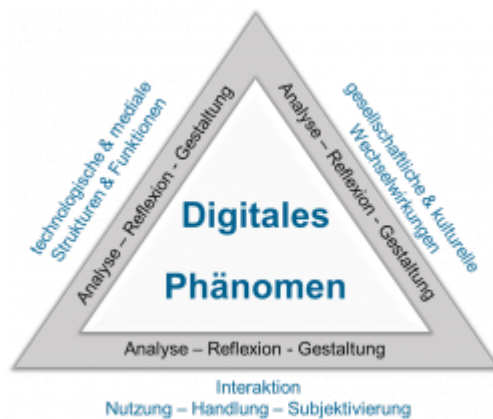 technologische & mediale
Strukturen & Funktionen
Analyse – Reflexion - Gestaltung
gesellschaftliche & kulturelle
Wechselwirkungen
Analyse – Reflexion - Gestaltung
Digitales
Phänomen
Analyse – Reflexion - Gestaltung
Interaktion
Nutzung – Handlung – Subjektivierung